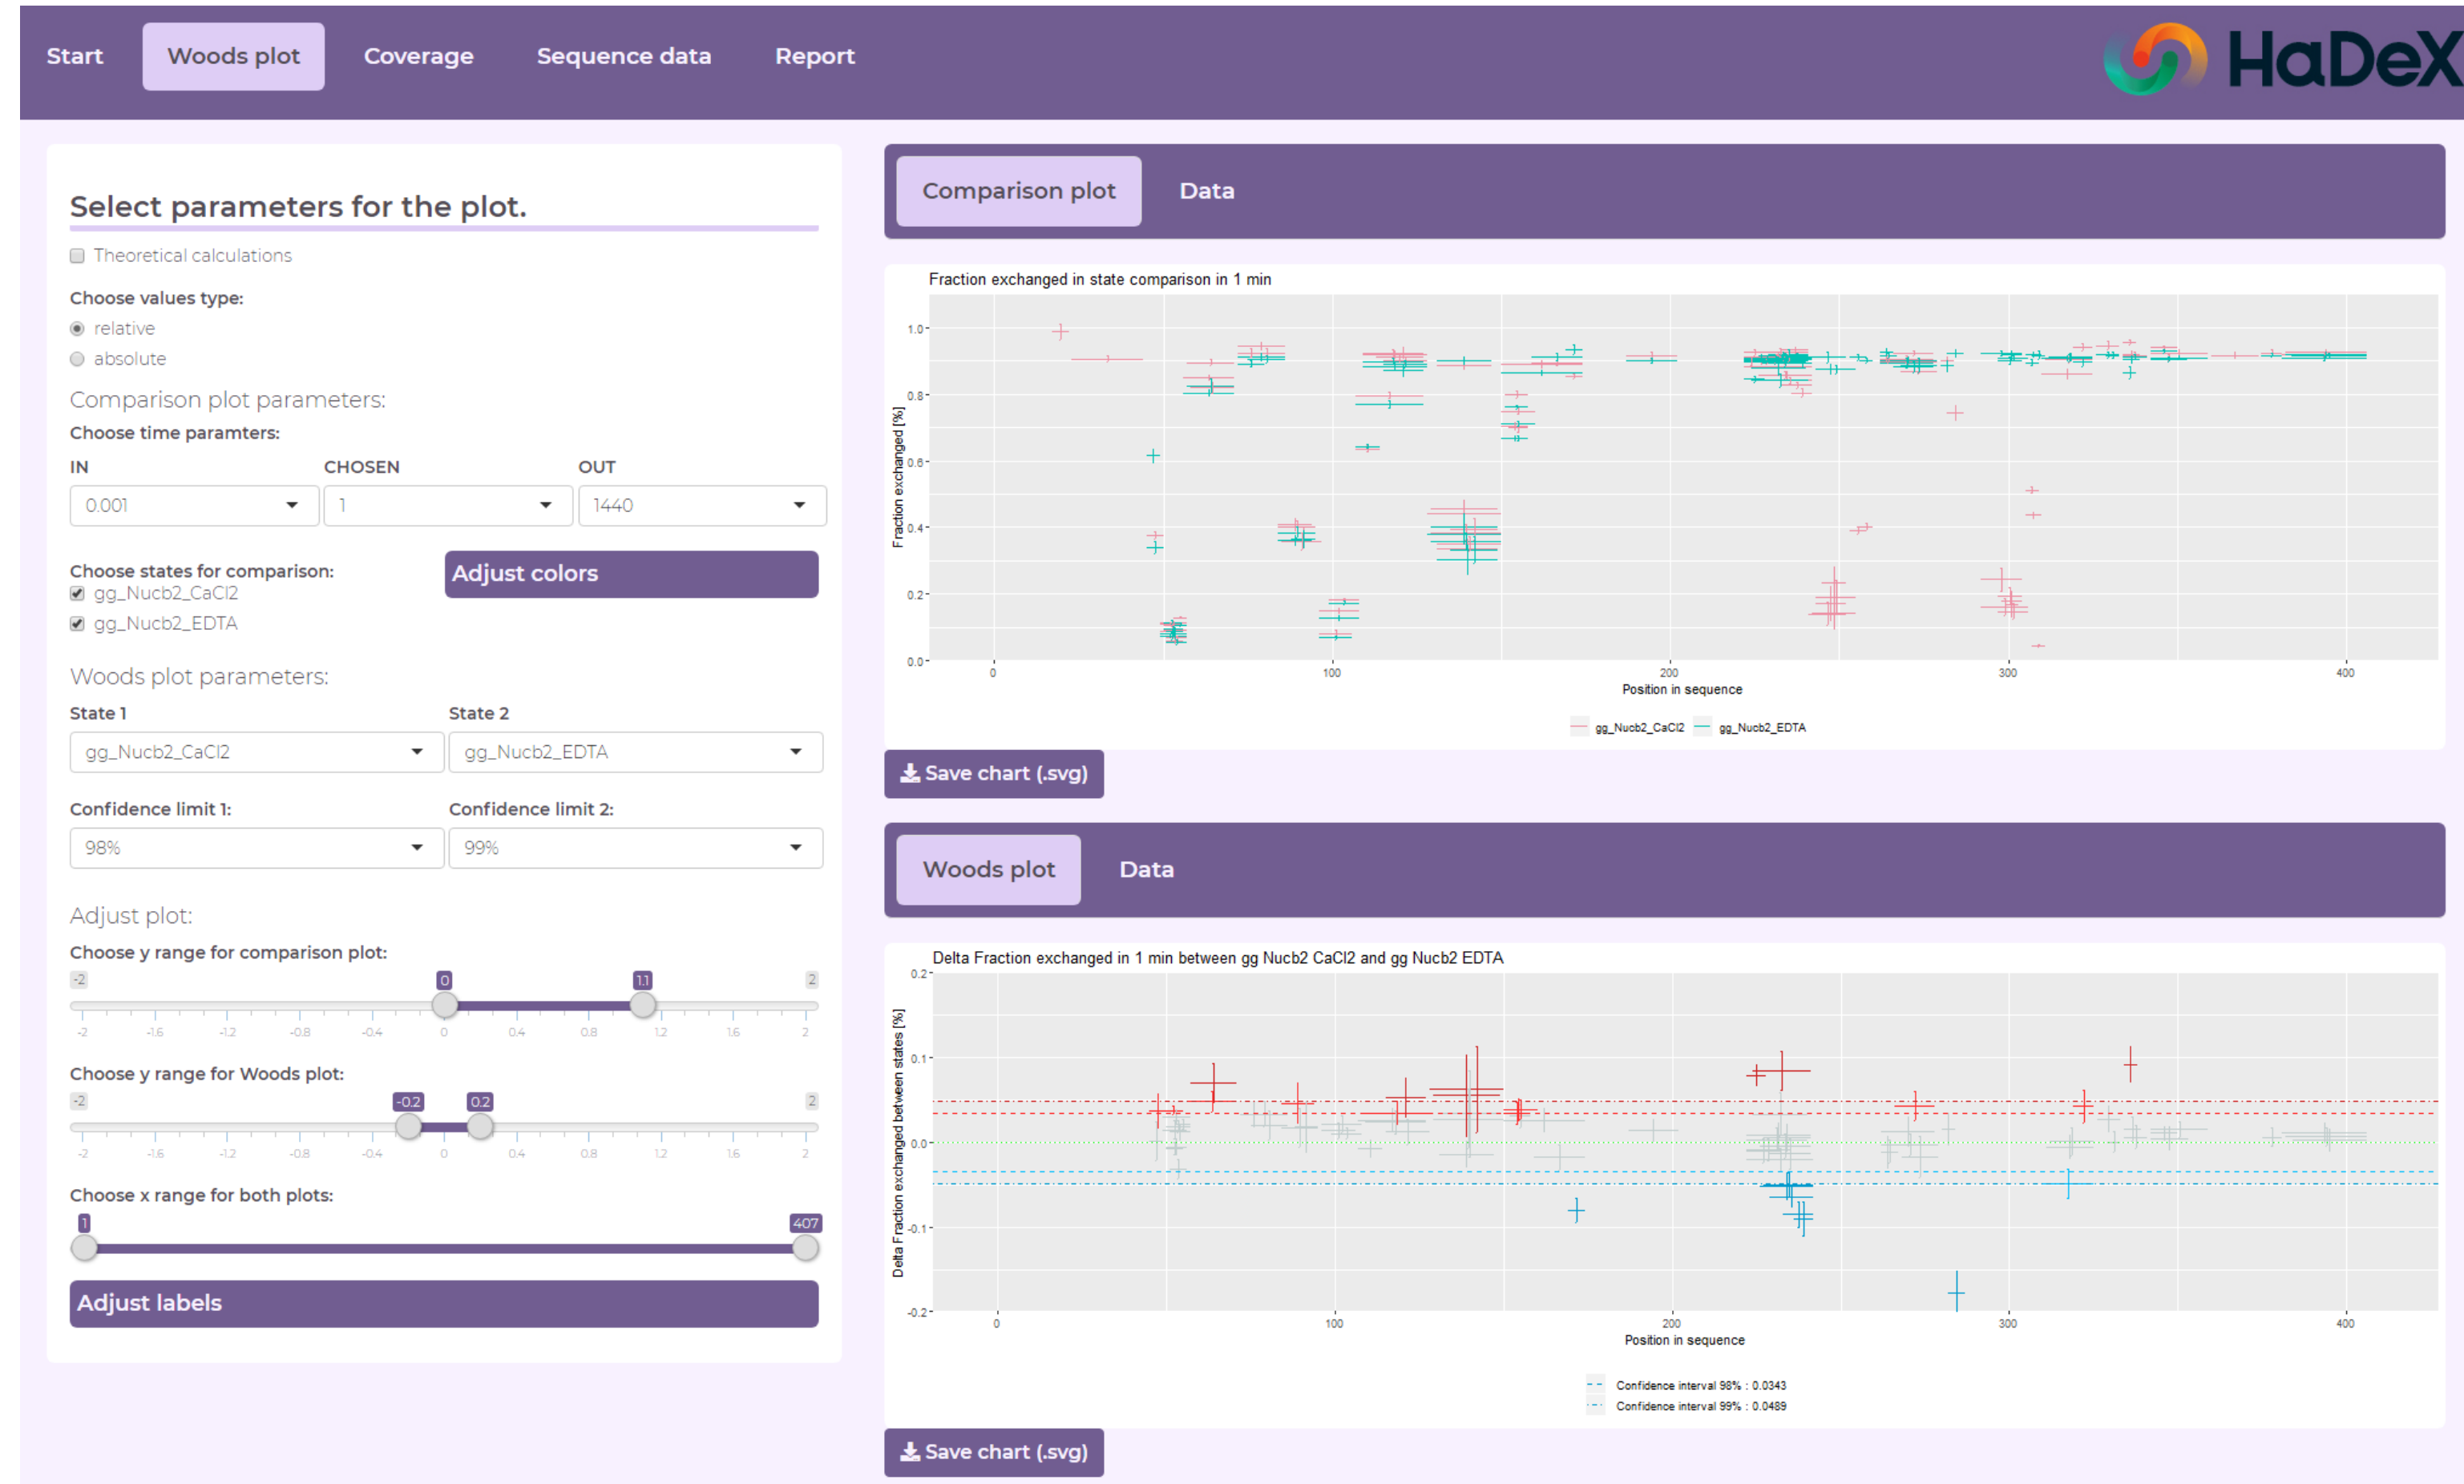 Start Woods plot Coverage Sequence data Report HaDeX
Select parameters for the plot.
Theoretical calculations
Choose values type:
relative
absolute
Comparison plot parameters:
Choose time paramters:
IN CHOSEN OUT
0.001 1 1440
Choose states for comparison:
gg_Nucb2_CaCl2
gg_Nucb2_EDTA
Adjust colors
Woods plot parameters:
State 1 State 2
gg_Nucb2_CaCl2 gg_Nucb2_EDTA
Confidence limit 1: Confidence limit 2:
98% 99%
Adjust plot:
Choose y range for comparison plot:
-2 0 1.1 2
-2 -1.6 -1.2 -0.8 -0.4 0 0.4 0.8 1.2 1.6 2
Choose y range for Woods plot:
-2 -0.2 0.2 2
-2 -1.6 -1.2 -0.8 -0.4 0 0.4 0.8 1.2 1.6 2
Choose x range for both plots:
1 407
Adjust labels
Comparison plot Data
Fraction exchanged in state comparison in 1 min
Fraction exchanged [%]
1.0
0.8
0.6
0.4
0.2
0.0
0 100 200 300 400
Position in sequence
gg_Nucb2_CaCl2 gg_Nucb2_EDTA
Save chart (.svg)
Woods plot Data
Delta Fraction exchanged in 1 min between gg Nucb2 CaCl2 and gg Nucb2 EDTA
Delta Fraction exchanged between states [%]
0.2
0.1
0.0
-0.1
-0.2
0 100 200 300 400
Position in sequence
Confidence interval 98% : 0.0343
Confidence interval 99% : 0.0489
Save chart (.svg)